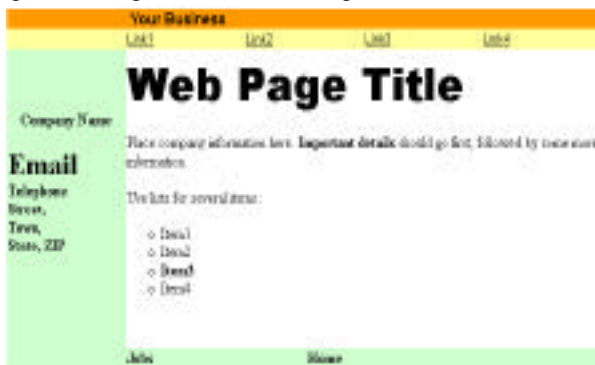 Your Business
Link1 Link2 Link3 Link4
Web Page Title
Company Name
Place company information here. Important details should go first, followed by some more
information.
Email
Telephone
Street,
Town,
State, ZIP
Use lists for several items:
Item1
Item2
Item3
Item4
Jobs Home